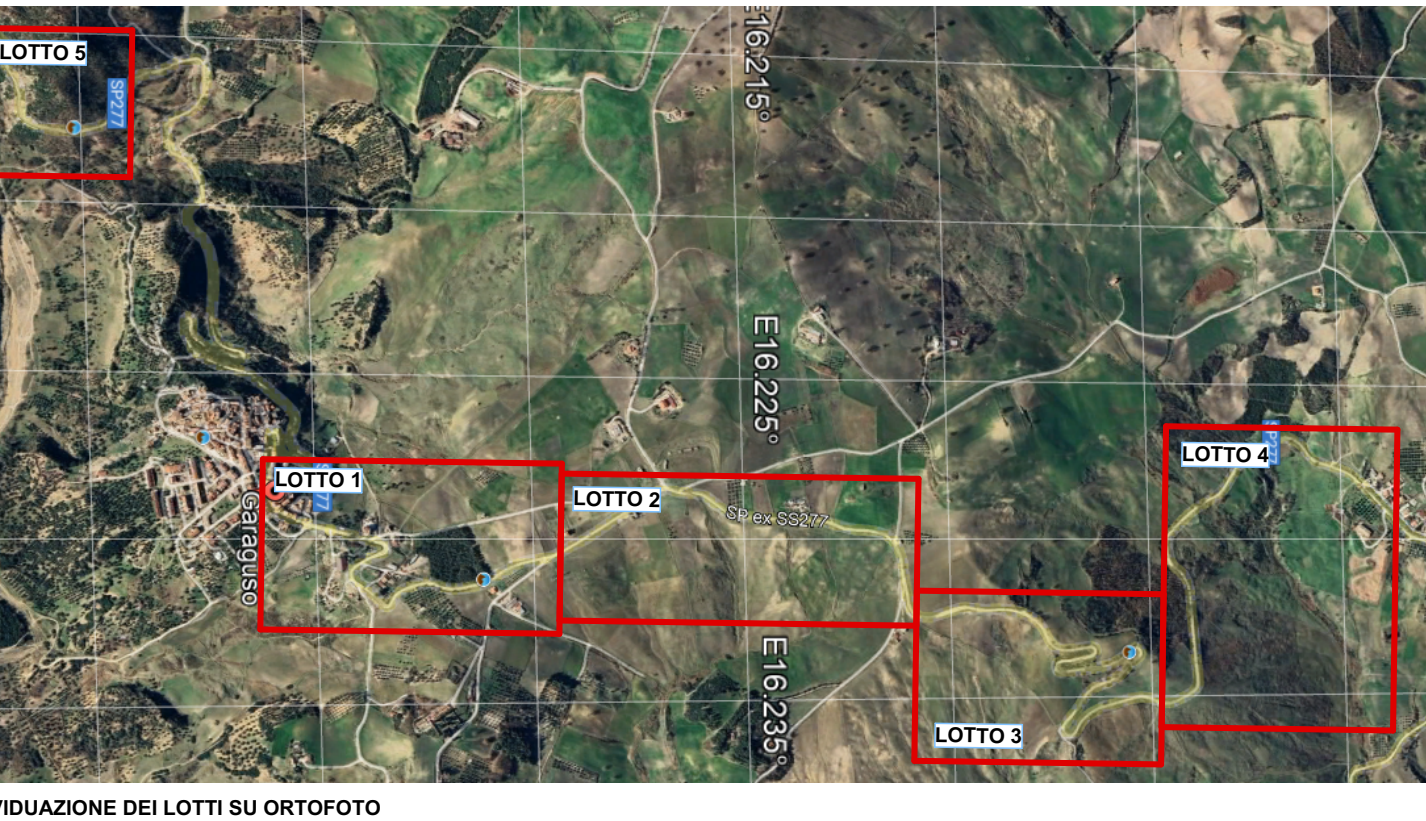 LOTTO 5
SP277
E16.215°
E16.225°
LOTTO 1
Garaguso
LOTTO 2
SP ex SS277
LOTTO 4
E16.235°
LOTTO 3
VIDUAZIONE DEI LOTTI SU ORTOFOTO